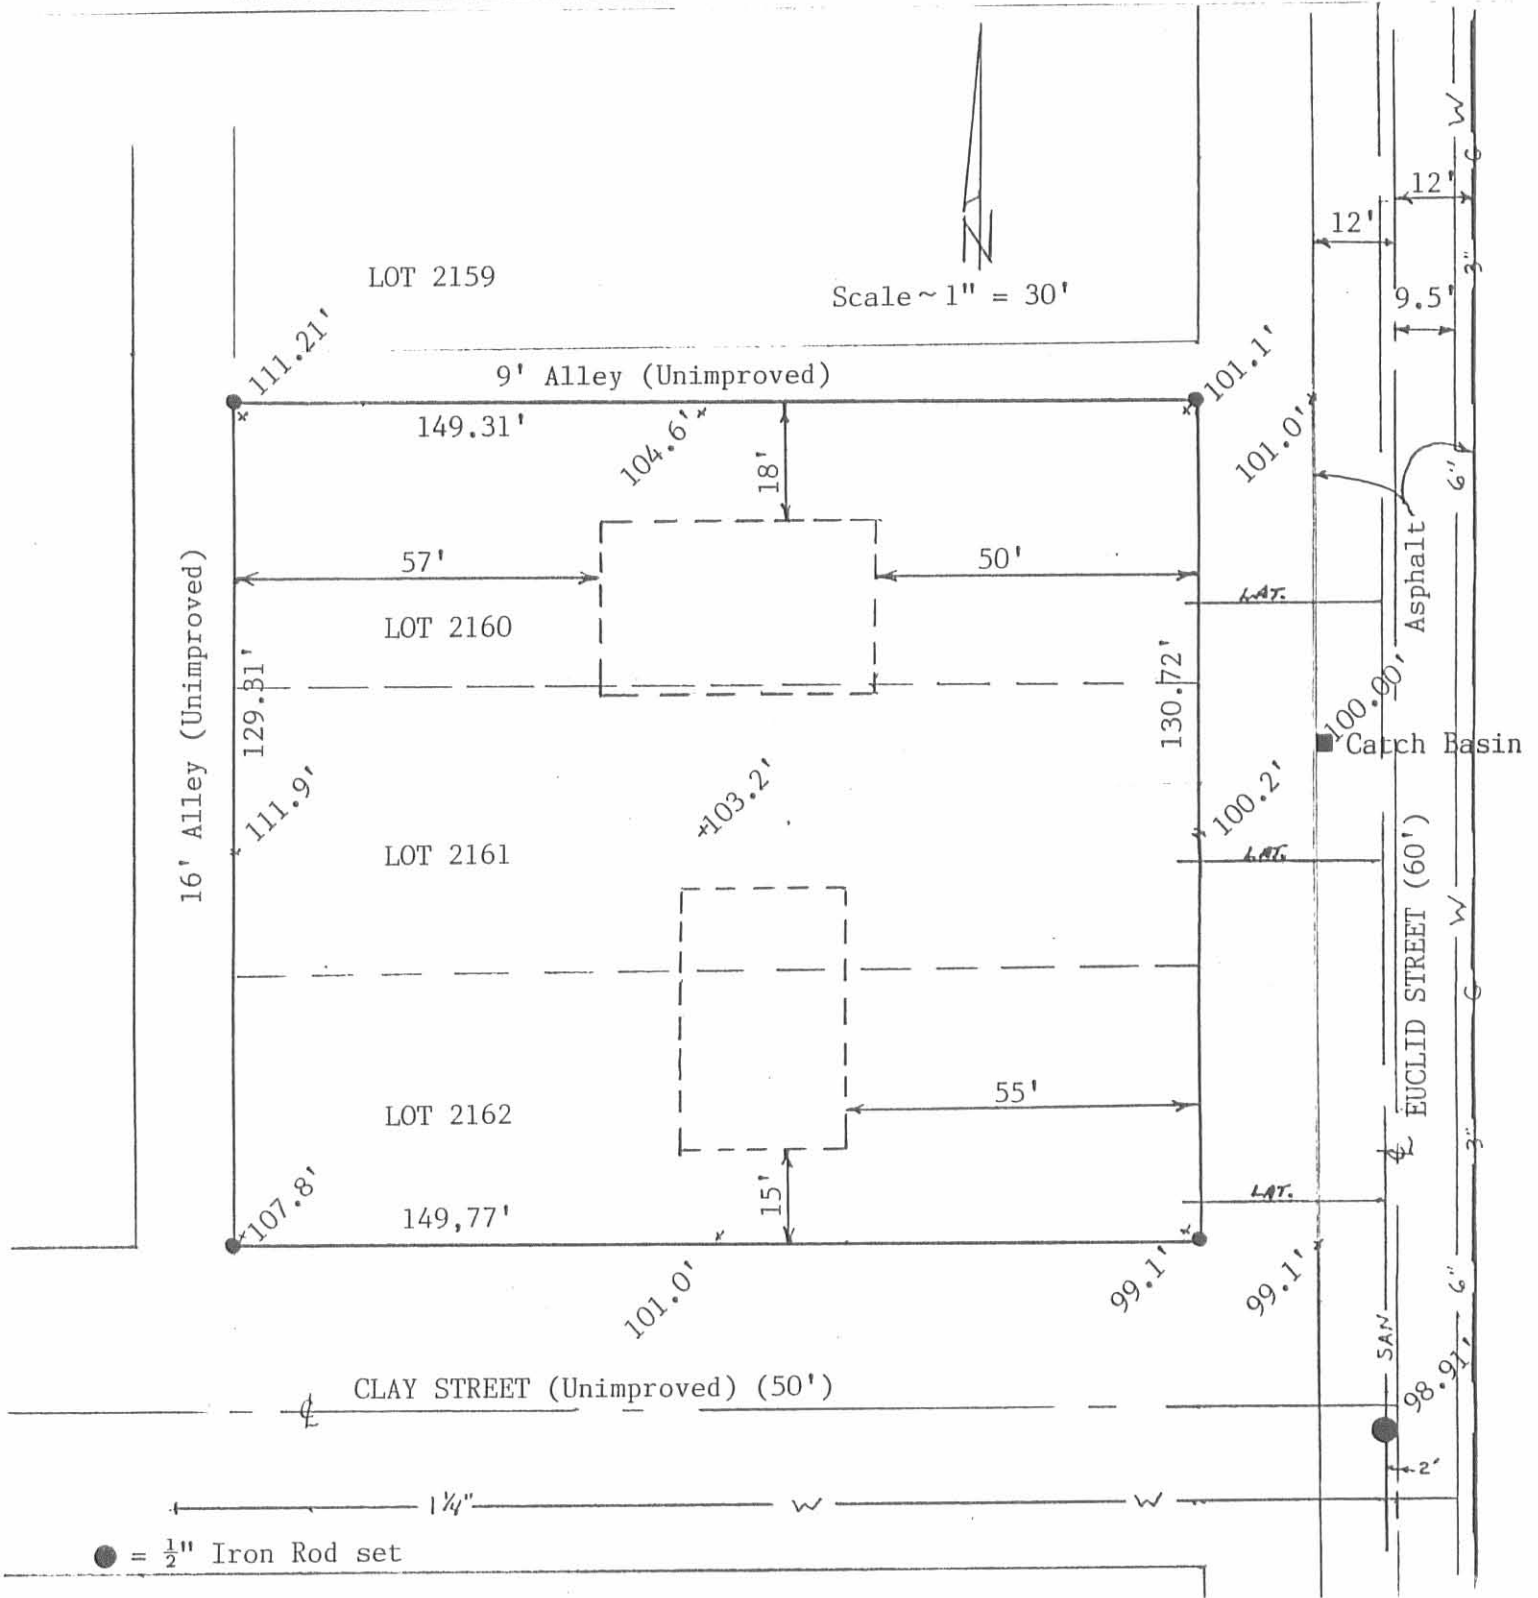 W
G
12'
12'
3"
LOT 2159
Scale ~ 1" = 30'
9.5'
111.21'
101.1'
9' Alley (Unimproved)
149.31'
104.6'
18'
101.0'
6"
57'
50'
Asphalt
LAT.
16' Alley (Unimproved)
LOT 2160
129.31'
130.72'
100.00'
Catch Basin
111.9'
103.2'
100.2'
LOT 2161
LAT.
EUCLID STREET (60')
W
G
55'
LOT 2162
℄
3"
15'
LAT.
107.8'
149,77'
101.0'
99.1'
99.1'
6"
SAN
98.91'
CLAY STREET (Unimproved) (50')
℄
2'
1¼"
W
W
= ½" Iron Rod set
N